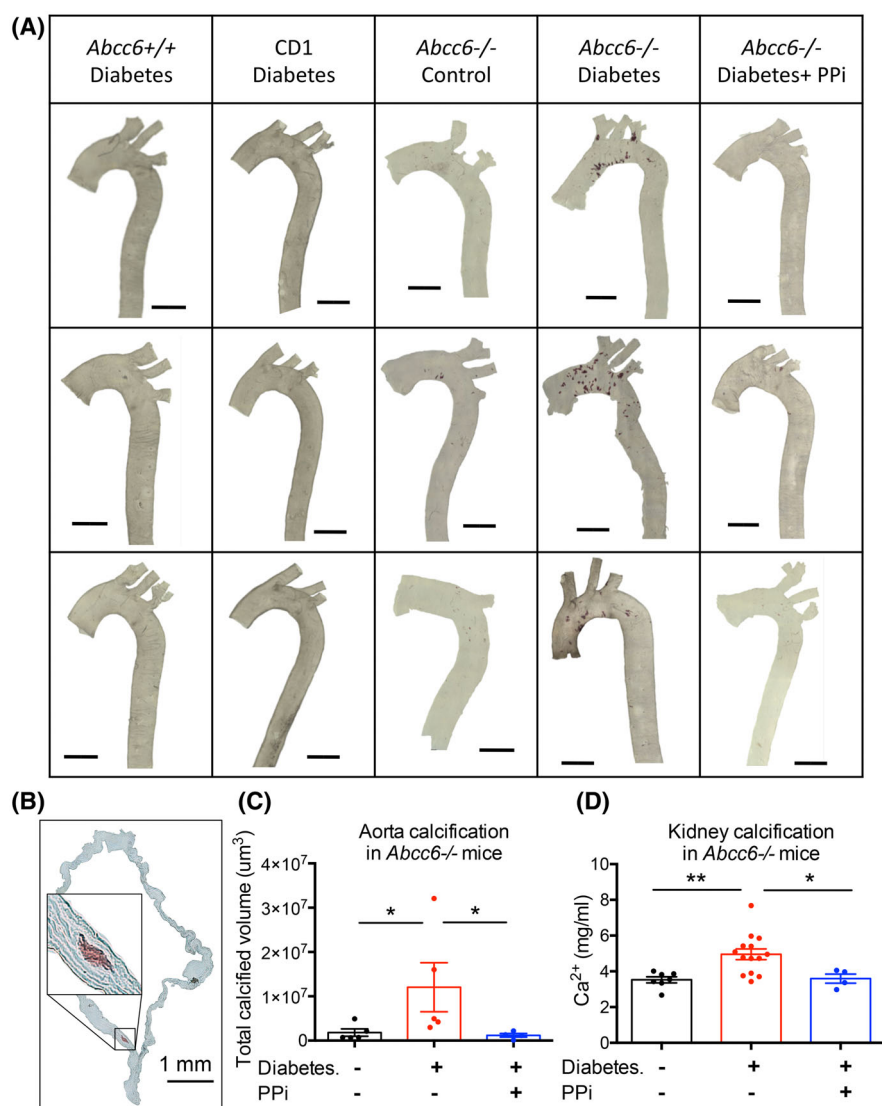 (A)
Abcc6+/+
Diabetes
CD1
Diabetes
Abcc6-/-
Control
Abcc6-/-
Diabetes
Abcc6-/-
Diabetes+ PPi
(B)
1 mm
(C)
Aorta calcification
in Abcc6-/- mice
Total calcified volume (um³)
4×10⁷
3×10⁷
2×10⁷
1×10⁷
0
* *
Diabetes. - + +
PPi - - +
(D)
Kidney calcification
in Abcc6-/- mice
Ca²⁺ (mg/ml)
10
8
6
4
2
0
** *
Diabetes. - + +
PPi - - +